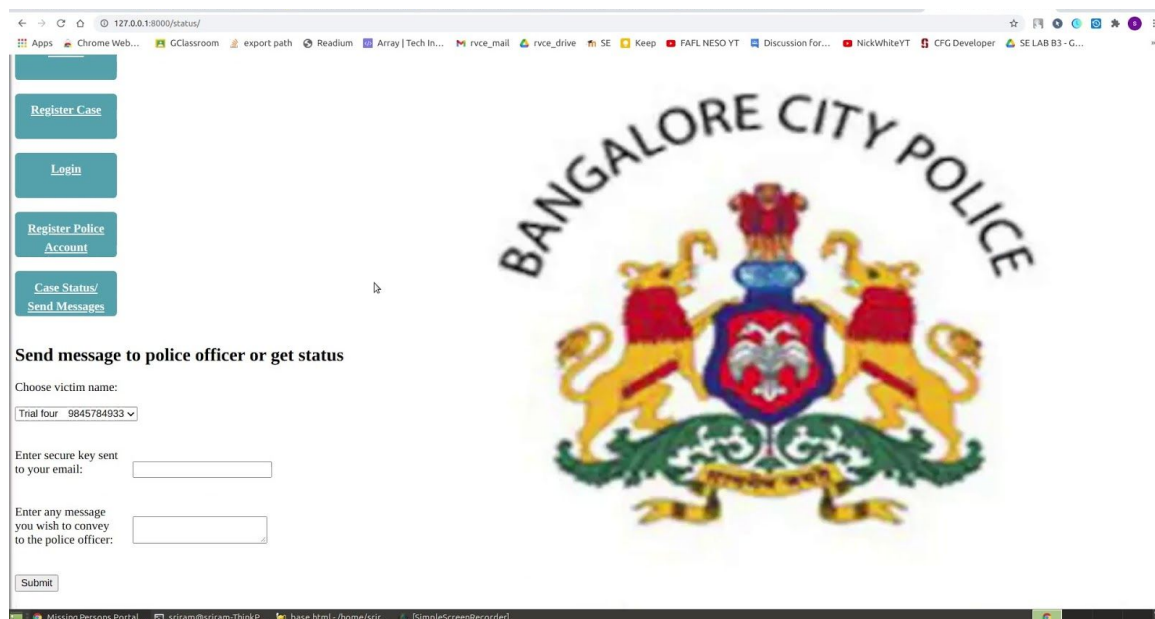 127.0.0.1:8000/status/
Apps Chrome Web... GClassroom export path Readium Array | Tech In... rvce_mail rvce_drive SE Keep FAFL NESO YT Discussion for... NickWhiteYT CFG Developer SE LAB B3 - G... »
Register Case
Login
Register Police
Account
Case Status/
Send Messages
BANGALORE CITY POLICE
Send message to police officer or get status
Choose victim name:
Trial four 9845784933
Enter secure key sent
to your email:
Enter any message
you wish to convey
to the police officer:
Submit
Missing Persons Portal sriram@sriram-ThinkP... base.html - /home/srir... [SimpleScreenRecorder]